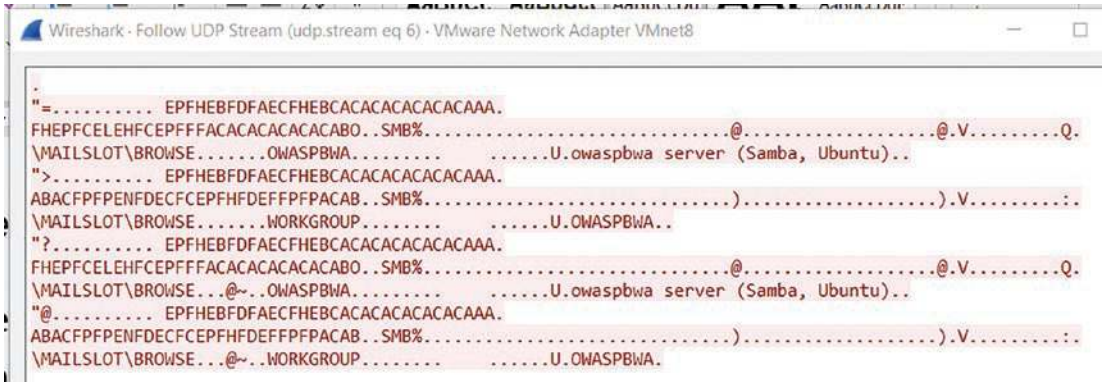 Wireshark · Follow UDP Stream (udp.stream eq 6) · VMware Network Adapter VMnet8
.
"=.......... EPFHEBFDFAECFHEBCACACACACACACAAA.
FHEPFCELEHFCEPFFFACACACACACACABO..SMB%..................................@....................@.V.........Q.
\MAILSLOT\BROWSE.......OWASPBWA......... ......U.owaspbwa server (Samba, Ubuntu)..
">.......... EPFHEBFDFAECFHEBCACACACACACACAAA.
ABACFPFPENFDECFCEPFHFDEFFPFPACAB..SMB%..................................)....................).V.........:.
\MAILSLOT\BROWSE.......WORKGROUP........ ......U.OWASPBWA..
"?.......... EPFHEBFDFAECFHEBCACACACACACACAAA.
FHEPFCELEHFCEPFFFACACACACACACABO..SMB%..................................@....................@.V.........Q.
\MAILSLOT\BROWSE...@~..OWASPBWA......... ......U.owaspbwa server (Samba, Ubuntu)..
"@.......... EPFHEBFDFAECFHEBCACACACACACACAAA.
ABACFPFPENFDECFCEPFHFDEFFPFPACAB..SMB%..................................)....................).V.........:.
\MAILSLOT\BROWSE...@~..WORKGROUP........ ......U.OWASPBWA.